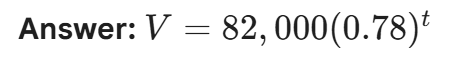 Answer: V = 82,000(0.78)^t